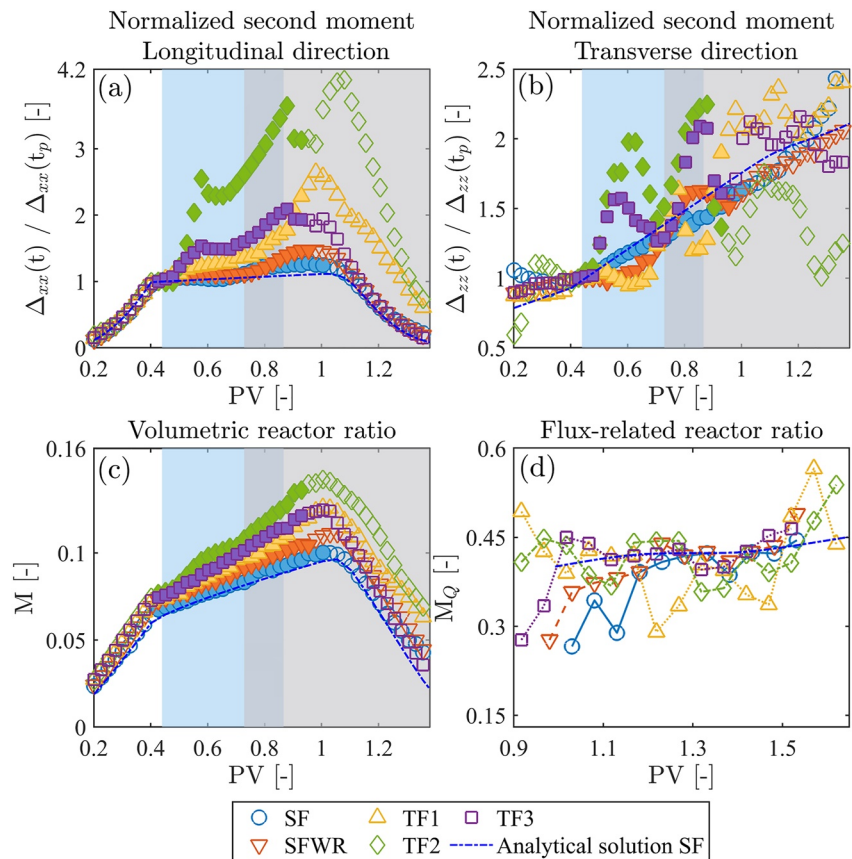 Normalized second moment
Longitudinal direction
Normalized second moment
Transverse direction
(a)
Δxx(t) / Δxx(tp) [-]
4.2
3
2
1
0
0.2 0.4 0.6 0.8 1 1.2
PV [-]
(b)
Δzz(t) / Δzz(tp) [-]
2.5
2
1.5
1
0.5
0.2 0.4 0.6 0.8 1 1.2
PV [-]
Volumetric reactor ratio
Flux-related reactor ratio
(c)
M [-]
0.16
0.1
0.05
0
0.2 0.4 0.6 0.8 1 1.2
PV [-]
(d)
MQ [-]
0.6
0.45
0.3
0.15
0.9 1.1 1.3 1.5
PV [-]
SF TF1 TF3
SFWR TF2 Analytical solution SF